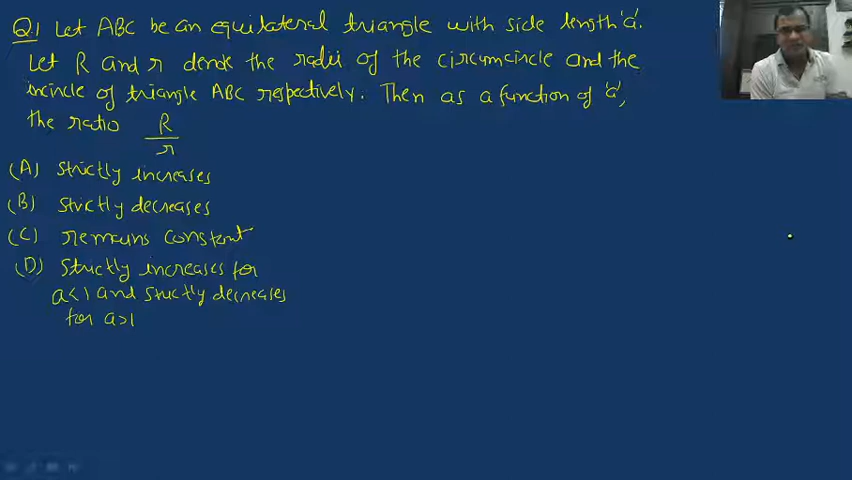 Q1 Let ABC be an equilateral triangle with side length 'a'.
Let R and r denote the radii of the circumcircle and the
incircle of triangle ABC respectively. Then as a function of 'a',
the ratio R/r
(A) Strictly increases
(B) Strictly decreases
(C) remains constant
(D) Strictly increases for
a<1 and strictly decreases
for a>1